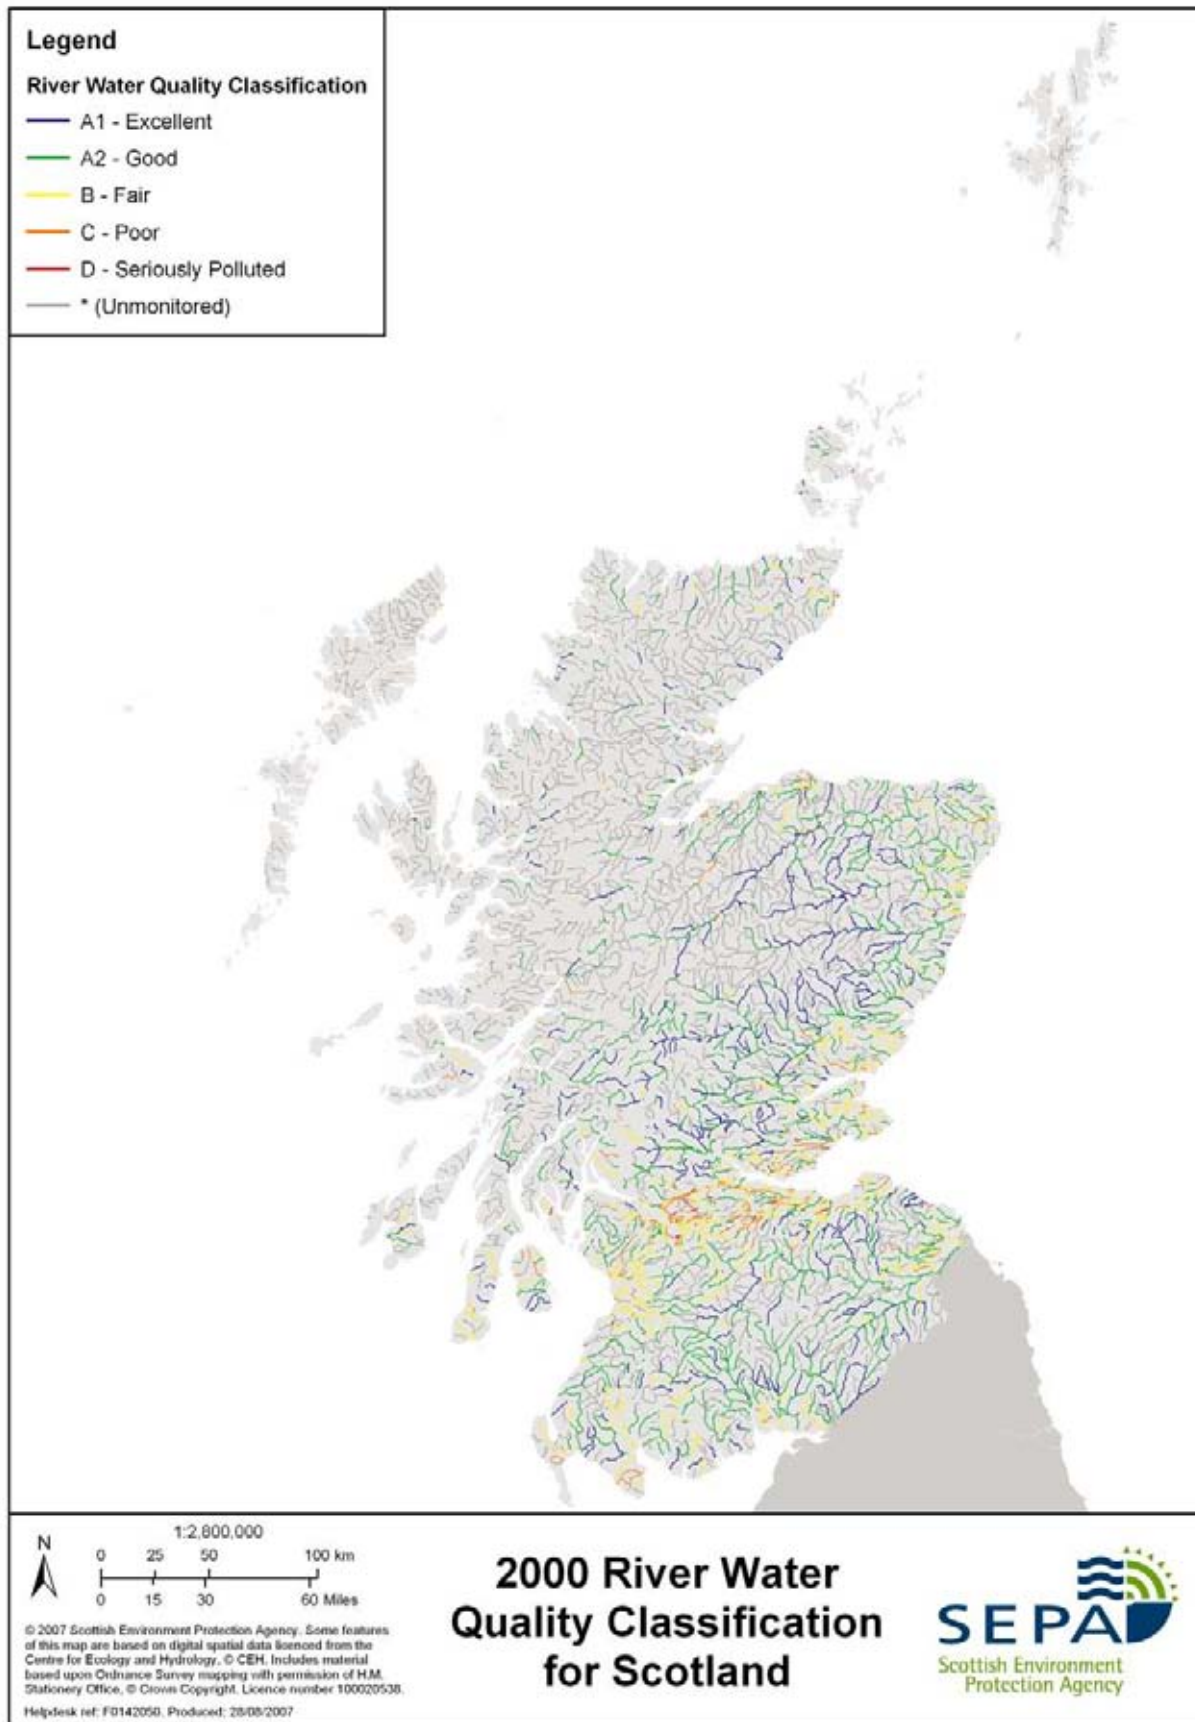 Legend
River Water Quality Classification
A1 - Excellent
A2 - Good
B - Fair
C - Poor
D - Seriously Polluted
* (Unmonitored)
N
1:2,800,000
0 25 50 100 km
0 15 30 60 Miles
© 2007 Scottish Environment Protection Agency. Some features
of this map are based on digital spatial data licenced from the
Centre for Ecology and Hydrology, © CEH. Includes material
based upon Ordnance Survey mapping with permission of H.M.
Stationery Office, © Crown Copyright. Licence number 100020538.
Helpdesk ref: F0142050. Produced: 28/08/2007
2000 River Water
Quality Classification
for Scotland
SEPA
Scottish Environment
Protection Agency